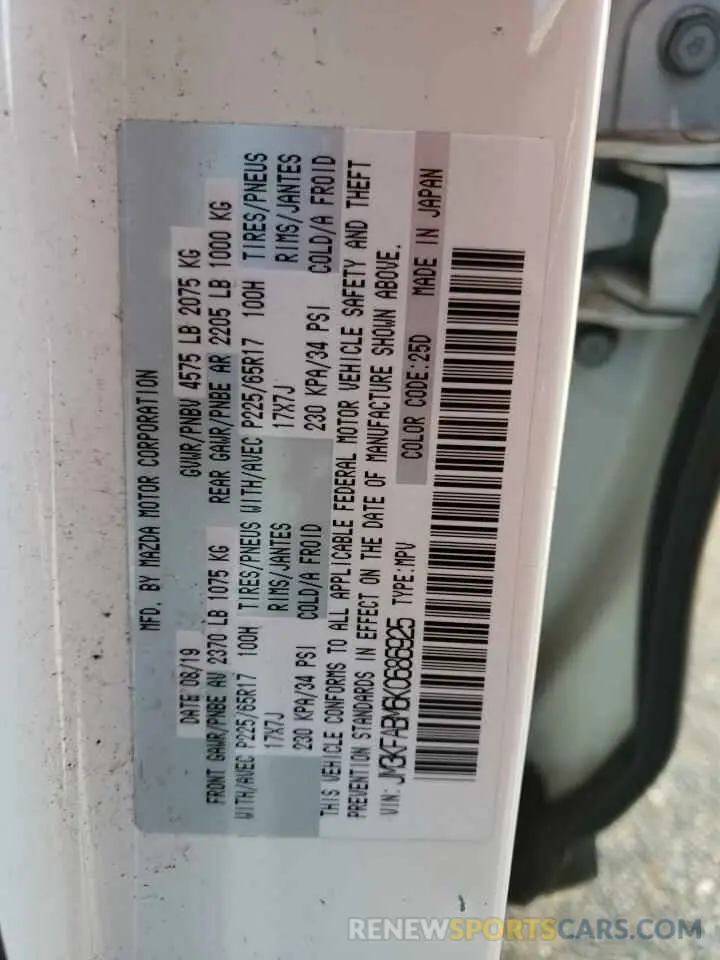 MFD. BY MAZDA MOTOR CORPORATION
DATE 08/19 GVWR/PNBV 4575 LB 2075 KG
FRONT GAWR/PNBE AV 2370 LB 1075 KG REAR GAWR/PNBE AR 2205 LB 1000 KG
WITH/AVEC P225/65R17 100H TIRES/PNEUS WITH/AVEC P225/65R17 100H TIRES/PNEUS
17X7J RIMS/JANTES 17X7J RIMS/JANTES
230 KPA/34 PSI COLD/A FROID 230 KPA/34 PSI COLD/A FROID
THIS VEHICLE CONFORMS TO ALL APPLICABLE FEDERAL MOTOR VEHICLE SAFETY AND THEFT
PREVENTION STANDARDS IN EFFECT ON THE DATE OF MANUFACTURE SHOWN ABOVE.
VIN: JM3KFABM6K0686925 TYPE:MPV COLOR CODE:25D MADE IN JAPAN
RENEWSPORTSCARS.COM